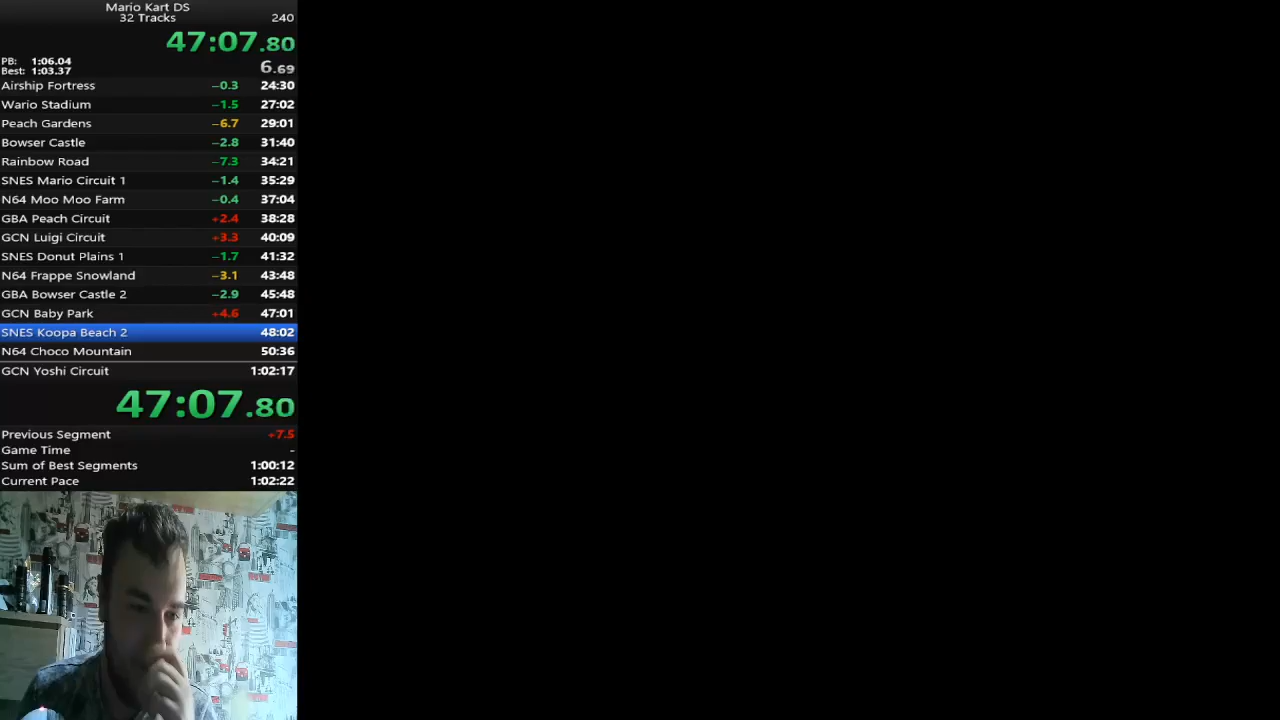 Mario Kart DS
32 Tracks 240
47:07.80
PB: 1:06.04
Best: 1:03.37 6.69
Airship Fortress −0.3 24:30
Wario Stadium −1.5 27:02
Peach Gardens −6.7 29:01
Bowser Castle −2.8 31:40
Rainbow Road −7.3 34:21
SNES Mario Circuit 1 −1.4 35:29
N64 Moo Moo Farm −0.4 37:04
GBA Peach Circuit +2.4 38:28
GCN Luigi Circuit +3.3 40:09
SNES Donut Plains 1 −1.7 41:32
N64 Frappe Snowland −3.1 43:48
GBA Bowser Castle 2 −2.9 45:48
GCN Baby Park +4.6 47:01
SNES Koopa Beach 2 48:02
N64 Choco Mountain 50:36
GCN Yoshi Circuit 1:02:17
47:07.80
Previous Segment +7.5
Game Time -
Sum of Best Segments 1:00:12
Current Pace 1:02:22